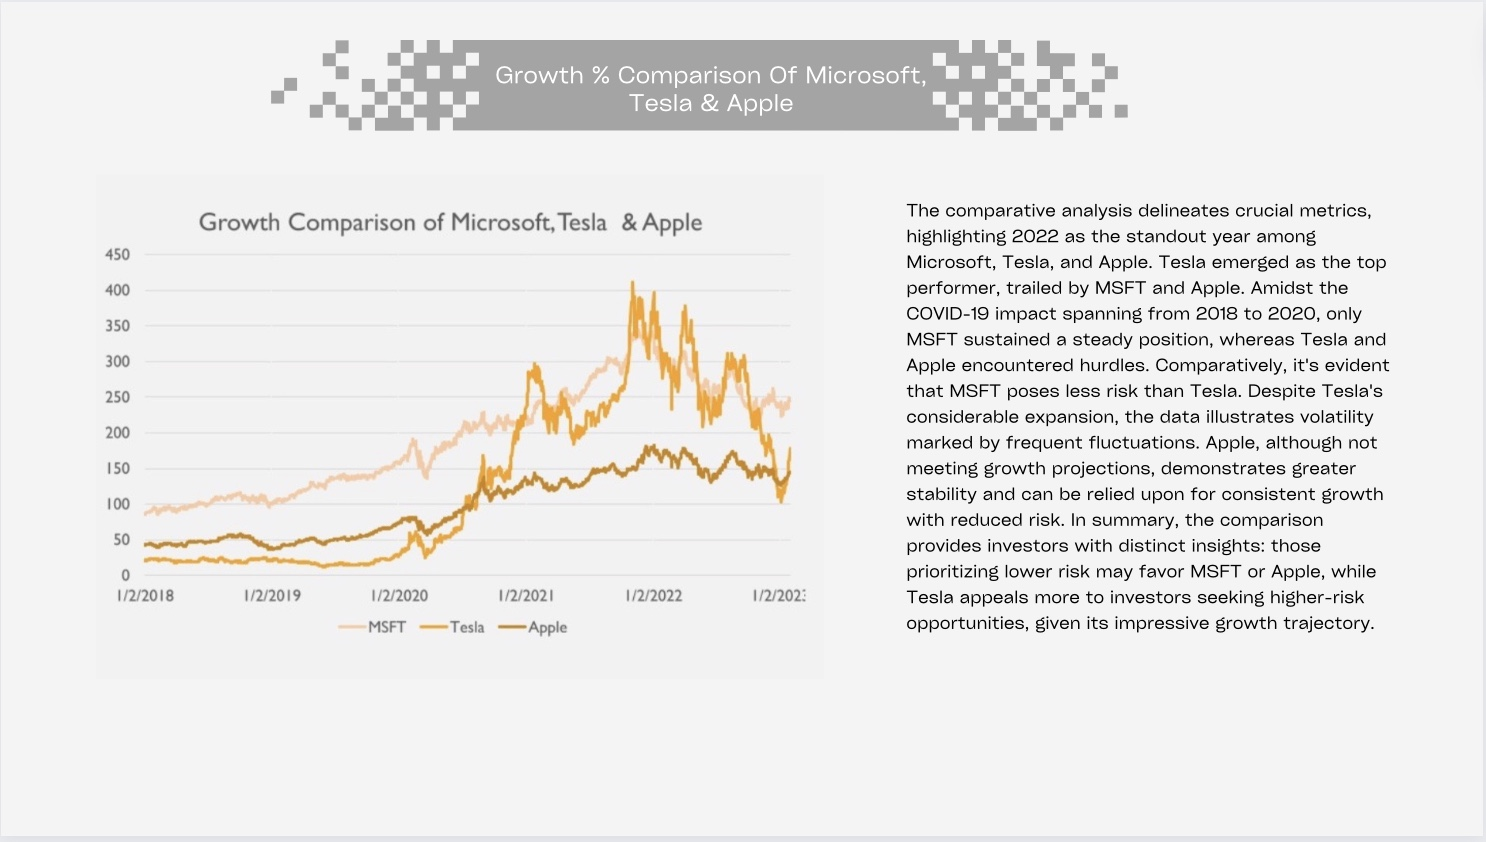 Growth % Comparison Of Microsoft,
Tesla & Apple
Growth Comparison of Microsoft, Tesla & Apple
450
400
350
300
250
200
150
100
50
0
1/2/2018 1/2/2019 1/2/2020 1/2/2021 1/2/2022 1/2/2023
MSFT Tesla Apple
The comparative analysis delineates crucial metrics,
highlighting 2022 as the standout year among
Microsoft, Tesla, and Apple. Tesla emerged as the top
performer, trailed by MSFT and Apple. Amidst the
COVID-19 impact spanning from 2018 to 2020, only
MSFT sustained a steady position, whereas Tesla and
Apple encountered hurdles. Comparatively, it's evident
that MSFT poses less risk than Tesla. Despite Tesla's
considerable expansion, the data illustrates volatility
marked by frequent fluctuations. Apple, although not
meeting growth projections, demonstrates greater
stability and can be relied upon for consistent growth
with reduced risk. In summary, the comparison
provides investors with distinct insights: those
prioritizing lower risk may favor MSFT or Apple, while
Tesla appeals more to investors seeking higher-risk
opportunities, given its impressive growth trajectory.